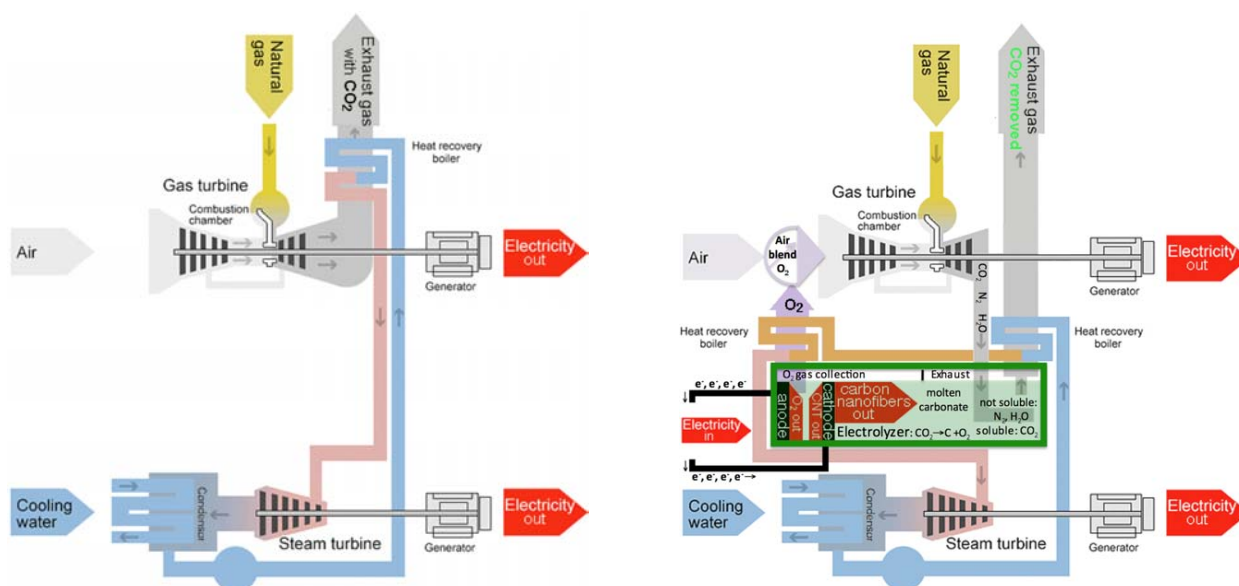 Natural
gas
Exhaust gas
with CO₂
Heat recovery
boiler
Gas turbine
Combustion
chamber
Air
Electricity
out
Generator
Cooling
water
Condensor
Steam turbine
Generator
Electricity
out
Natural
gas
Exhaust gas
CO₂ removed
Gas turbine
Combustion
chamber
Air
Air
blend
O₂
Electricity
out
Generator
CO₂ N₂ H₂O
O₂
Heat recovery
boiler
Heat recovery
boiler
O₂ gas collection
Exhaust
e⁻, e⁻, e⁻, e⁻
anode
O₂ out
CNT out
cathode
carbon
nanofibers
out
molten
carbonate
not soluble:
N₂, H₂O
soluble: CO₂
Electrolyzer: CO₂→C +O₂
Electricity
in
e⁻, e⁻, e⁻, e⁻→
Cooling
water
Condensor
Steam turbine
Generator
Electricity
out